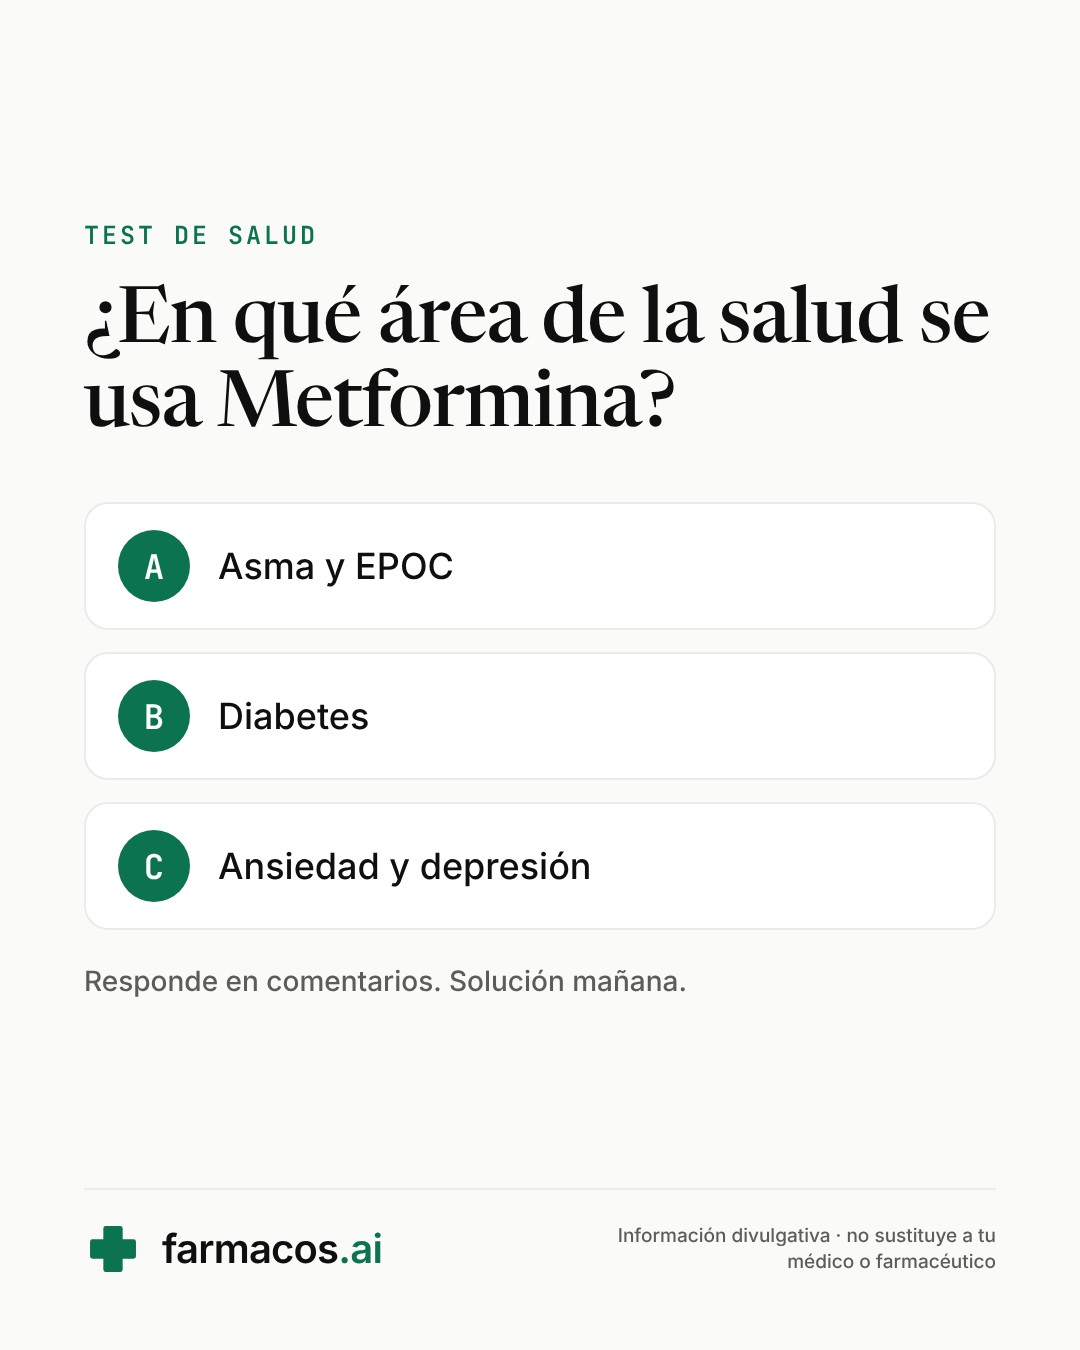 TEST DE SALUD
¿En qué área de la salud se
usa Metformina?
A Asma y EPOC
B Diabetes
C Ansiedad y depresión
Responde en comentarios. Solución mañana.
farmacos.ai
Información divulgativa · no sustituye a tu
médico o farmacéutico